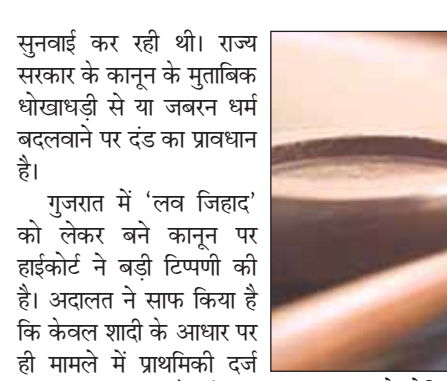 सुनवाई कर रही थी। राज्य
सरकार के कानून के मुताबिक
धोखाधड़ी से या जबरन धर्म
बदलवाने पर दंड का प्रावधान
है।
गुजरात में ‘लव जिहाद’
को लेकर बने कानून पर
हाईकोर्ट ने बड़ी टिप्पणी की
है। अदालत ने साफ किया है
कि केवल शादी के आधार पर
ही मामले में प्राथमिकी दर्ज